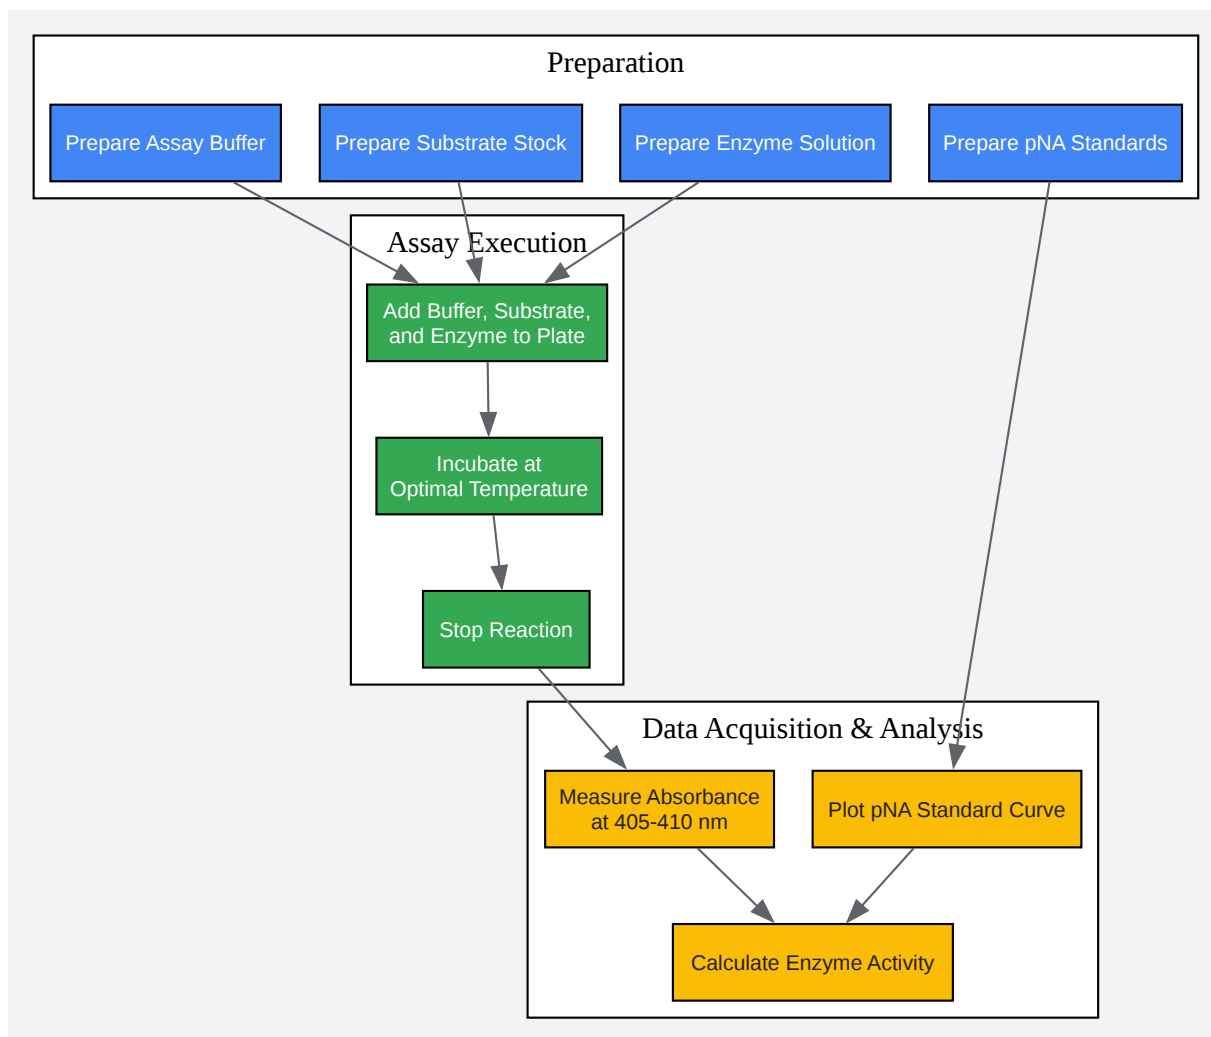 Preparation
Prepare Assay Buffer
Prepare Substrate Stock
Prepare Enzyme Solution
Prepare pNA Standards
Assay Execution
Add Buffer, Substrate,
and Enzyme to Plate
Incubate at
Optimal Temperature
Stop Reaction
Data Acquisition & Analysis
Measure Absorbance
at 405-410 nm
Plot pNA Standard Curve
Calculate Enzyme Activity